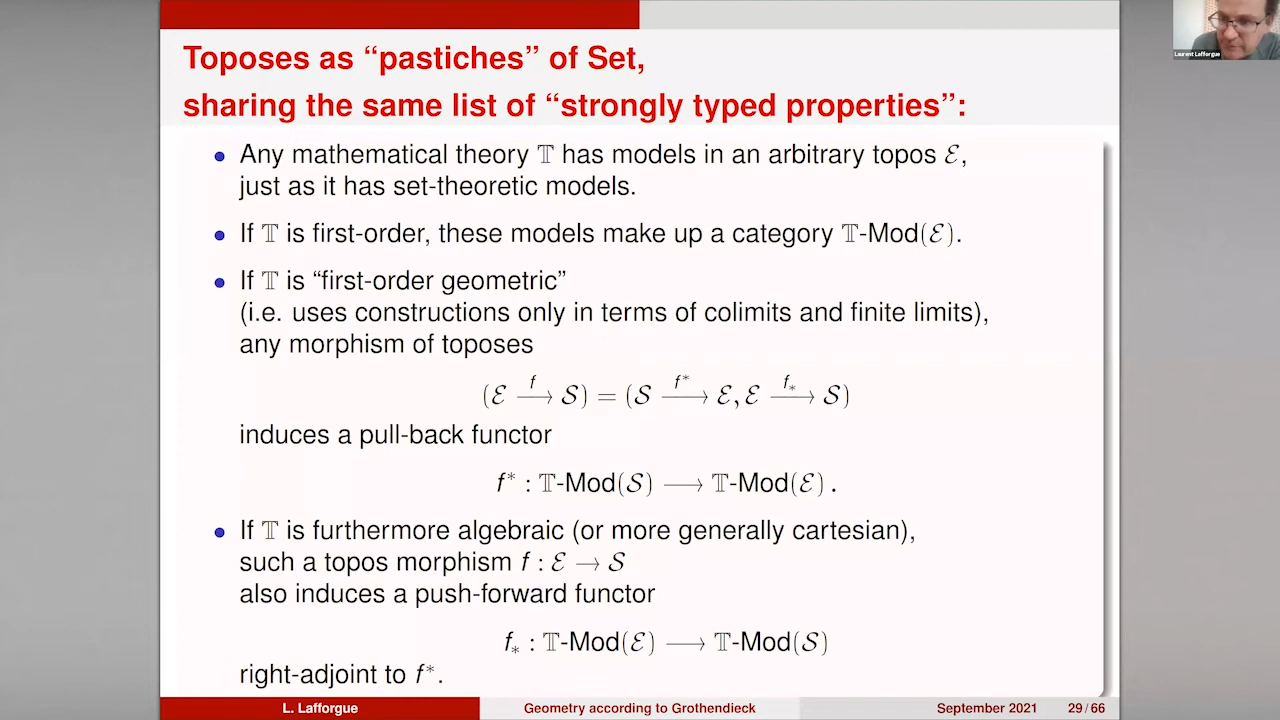 Toposes as “pastiches” of Set,
sharing the same list of “strongly typed properties”:
• Any mathematical theory 𝕋 has models in an arbitrary topos ℰ,
just as it has set-theoretic models.
• If 𝕋 is first-order, these models make up a category 𝕋-Mod(ℰ).
• If 𝕋 is “first-order geometric”
(i.e. uses constructions only in terms of colimits and finite limits),
any morphism of toposes
(ℰ —f→ 𝒮) = (𝒮 —f*→ ℰ, ℰ —f_*→ 𝒮)
induces a pull-back functor
f* : 𝕋-Mod(𝒮) ⟶ 𝕋-Mod(ℰ) .
• If 𝕋 is furthermore algebraic (or more generally cartesian),
such a topos morphism f : ℰ → 𝒮
also induces a push-forward functor
f_* : 𝕋-Mod(ℰ) ⟶ 𝕋-Mod(𝒮)
right-adjoint to f*.
L. Lafforgue Geometry according to Grothendieck September 2021 29 / 66
Laurent Lafforgue